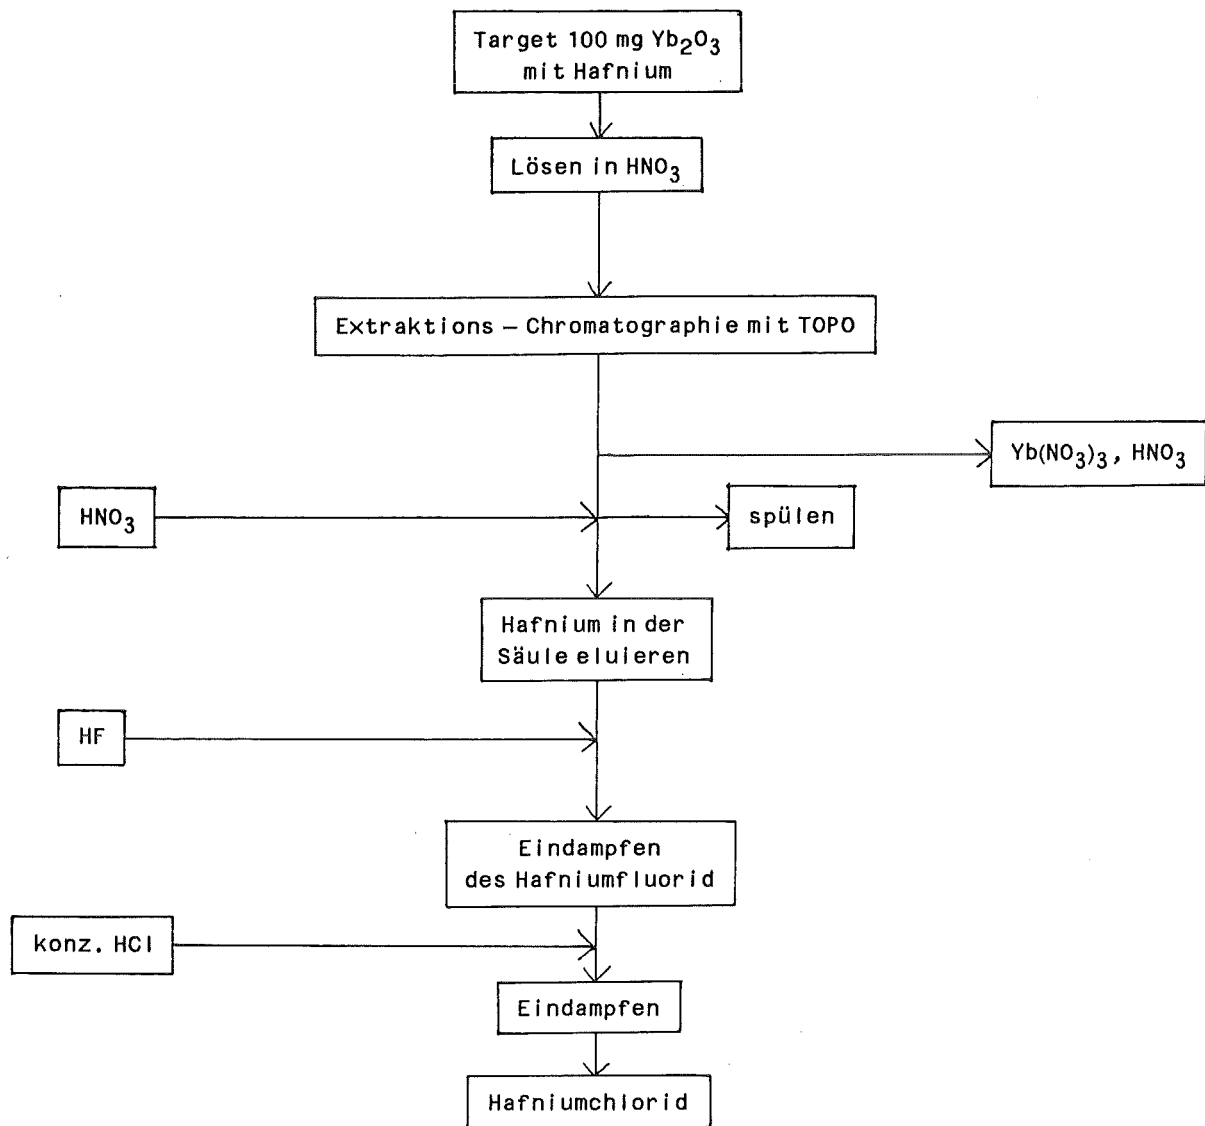 Target 100 mg Yb₂O₃
mit Hafnium
Lösen in HNO₃
Extraktions – Chromatographie mit TOPO
Yb(NO₃)₃, HNO₃
HNO₃
spülen
Hafnium in der
Säule eluieren
HF
Eindampfen
des Hafniumfluorid
konz. HCl
Eindampfen
Hafniumchlorid